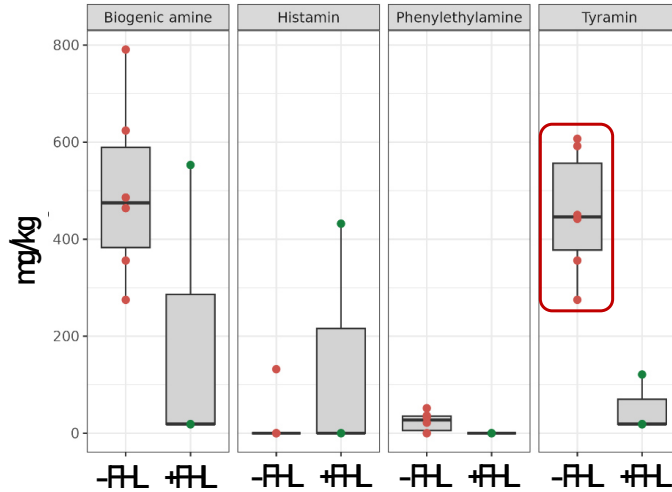 Biogenic amine
Histamin
Phenylethylamine
Tyramin
800
600
400
200
0
mg/kg